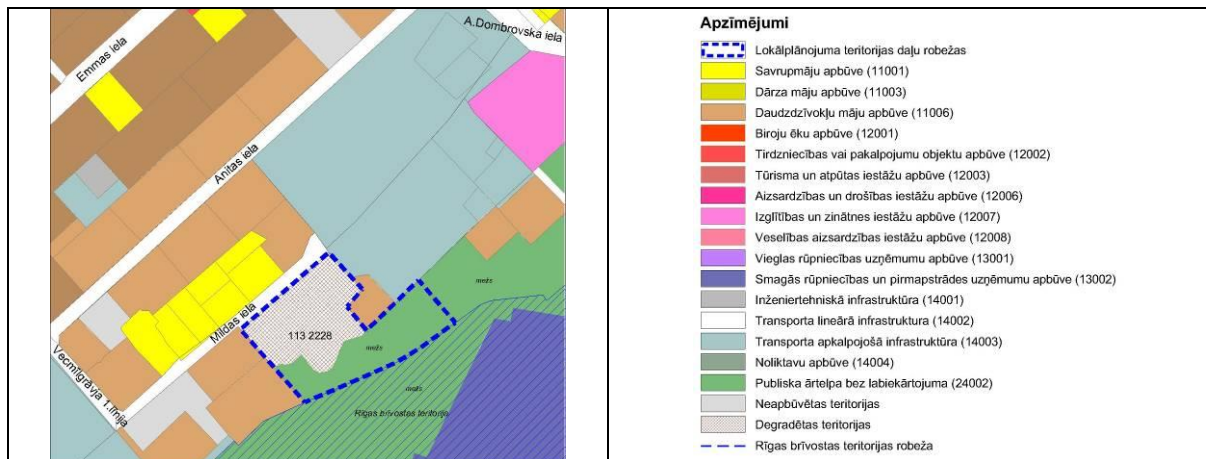 A.Dombrovska iela
Emmas iela
Anitas iela
mežs
Mildas iela
113 2228
mežs
Vecmīlgrāvja 1.līnija
mežs
Rīgas brīvostas teritorija
Apzīmējumi
Lokālplānojuma teritorijas daļu robežas
Savrupmāju apbūve (11001)
Dārza māju apbūve (11003)
Daudzdzīvokļu māju apbūve (11006)
Biroju ēku apbūve (12001)
Tirdzniecības vai pakalpojumu objektu apbūve (12002)
Tūrisma un atpūtas iestāžu apbūve (12003)
Aizsardzības un drošības iestāžu apbūve (12006)
Izglītības un zinātnes iestāžu apbūve (12007)
Veselības aizsardzības iestāžu apbūve (12008)
Vieglas rūpniecības uzņēmumu apbūve (13001)
Smagās rūpniecības un pirmapstrādes uzņēmumu apbūve (13002)
Inženiertehniskā infrastruktūra (14001)
Transporta lineārā infrastruktura (14002)
Transporta apkalpojošā infrastruktūra (14003)
Noliktavu apbūve (14004)
Publiska ārtelpa bez labiekārtojuma (24002)
Neapbūvētas teritorijas
Degradētas teritorijas
Rīgas brīvostas teritorijas robeža